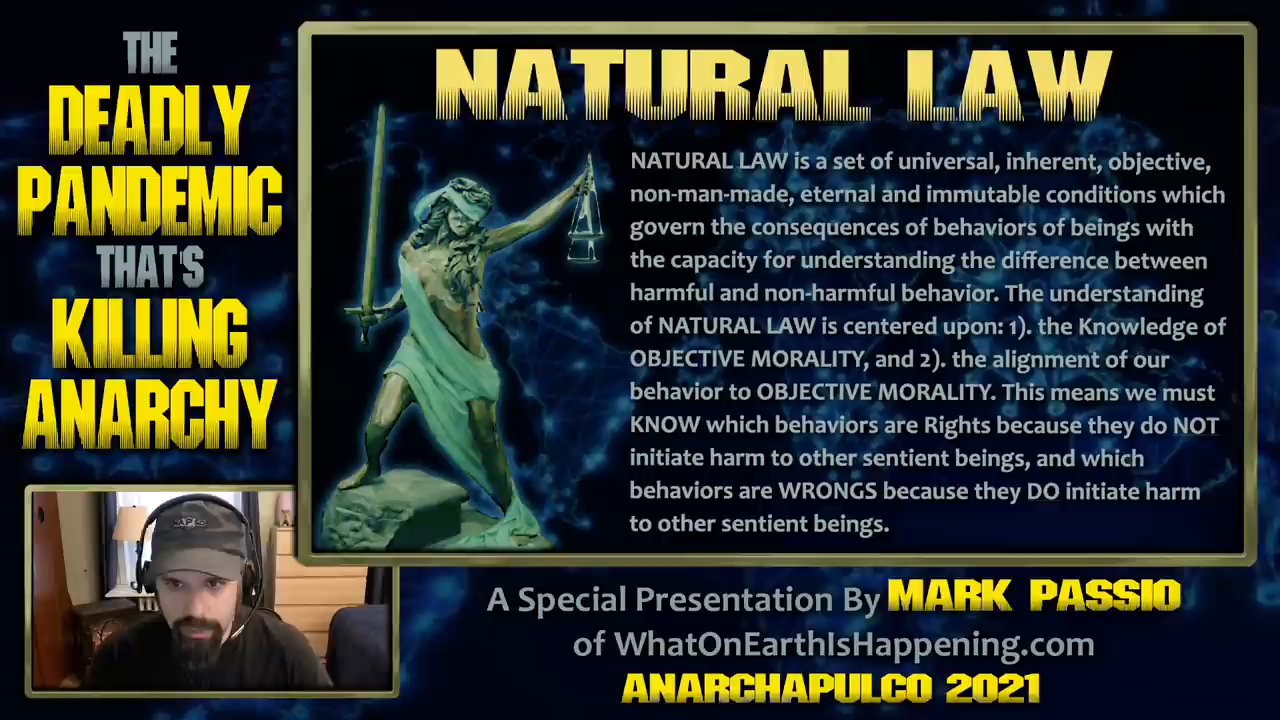 THE
DEADLY
PANDEMIC
THAT'S
KILLING
ANARCHY
NATURAL LAW
NATURAL LAW is a set of universal, inherent, objective,
non-man-made, eternal and immutable conditions which
govern the consequences of behaviors of beings with
the capacity for understanding the difference between
harmful and non-harmful behavior. The understanding
of NATURAL LAW is centered upon: 1). the Knowledge of
OBJECTIVE MORALITY, and 2). the alignment of our
behavior to OBJECTIVE MORALITY. This means we must
KNOW which behaviors are Rights because they do NOT
initiate harm to other sentient beings, and which
behaviors are WRONGS because they DO initiate harm
to other sentient beings.
A Special Presentation By MARK PASSIO
of WhatOnEarthIsHappening.com
ANARCHAPULCO 2021